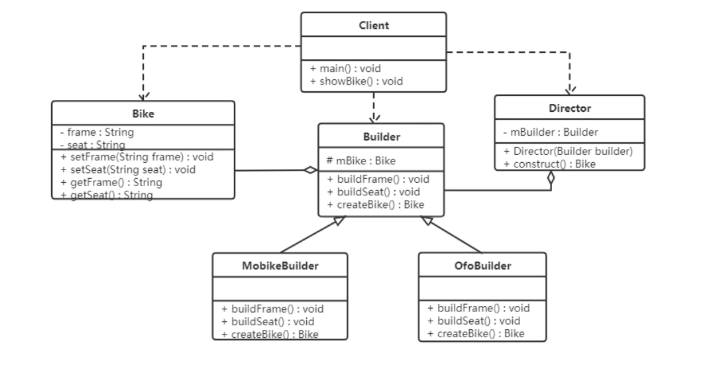 Client
+ main() : void
+ showBike() : void
Bike
- frame : String
- seat : String
+ setFrame(String frame) : void
+ setSeat(String seat) : void
+ getFrame() : String
+ getSeat() : String
Builder
# mBike : Bike
+ buildFrame() : void
+ buildSeat() : void
+ createBike() : Bike
Director
- mBuilder : Builder
+ Director(Builder builder)
+ construct() : Bike
MobikeBuilder
+ buildFrame() : void
+ buildSeat() : void
+ createBike() : Bike
OfoBuilder
+ buildFrame() : void
+ buildSeat() : void
+ createBike() : Bike